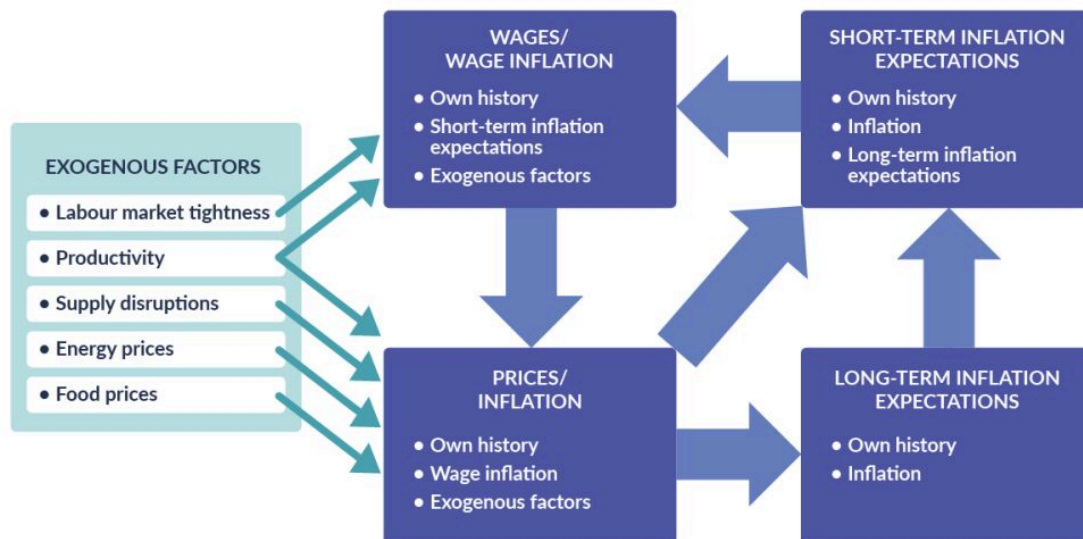 WAGES/
WAGE INFLATION
• Own history
• Short-term inflation
expectations
• Exogenous factors
SHORT-TERM INFLATION
EXPECTATIONS
• Own history
• Inflation
• Long-term inflation
expectations
EXOGENOUS FACTORS
• Labour market tightness
• Productivity
• Supply disruptions
• Energy prices
• Food prices
PRICES/
INFLATION
• Own history
• Wage inflation
• Exogenous factors
LONG-TERM INFLATION
EXPECTATIONS
• Own history
• Inflation